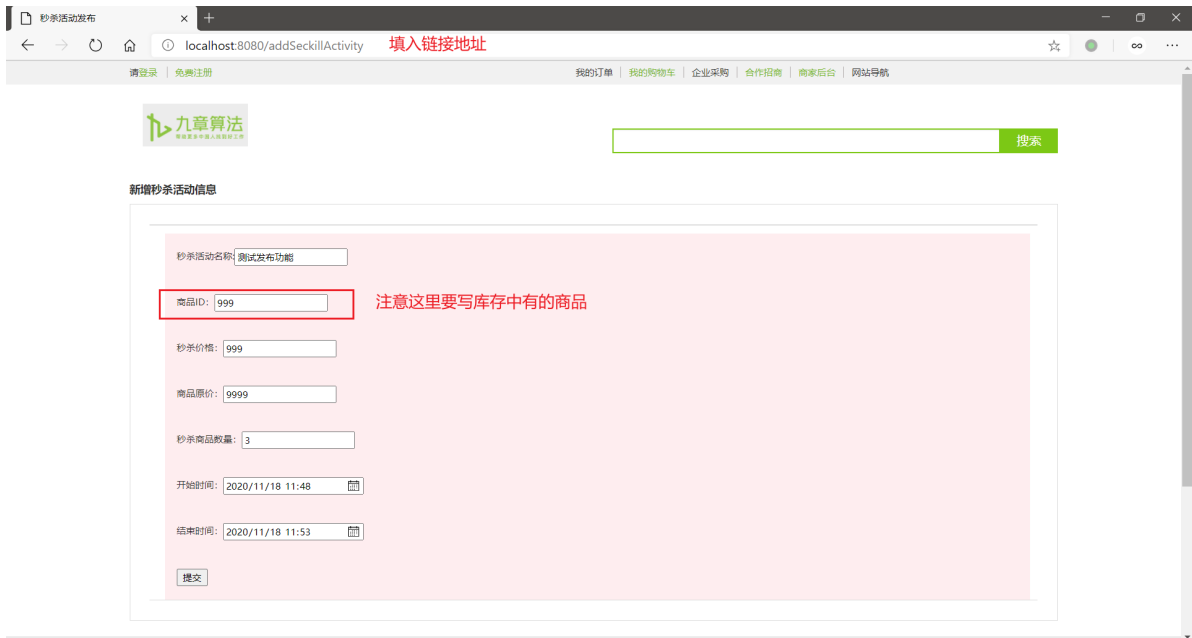 秒杀活动发布
localhost:8080/addSeckillActivity 填入链接地址
请登录 免费注册 我的订单 我的购物车 企业采购 合作招商 商家后台 网站导航
九章算法
搜索
新增秒杀活动信息
秒杀活动名称: 测试发布功能
商品ID: 999 注意这里要写库存中有的商品
秒杀价格: 999
商品原价: 9999
秒杀商品数量: 3
开始时间: 2020/11/18 11:48
结束时间: 2020/11/18 11:53
提交